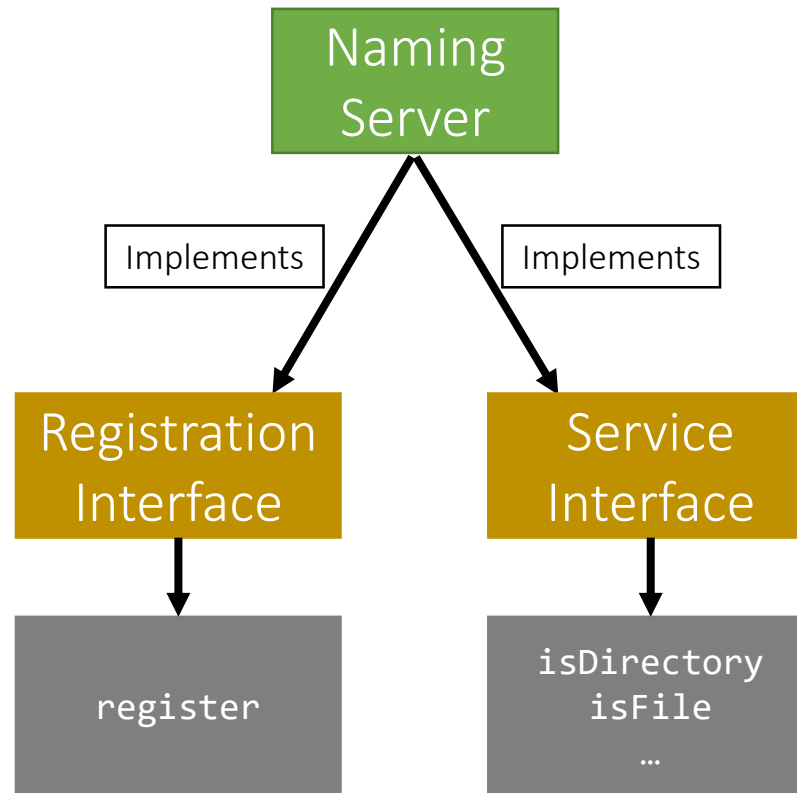 Naming
Server
Implements
Implements
Registration
Interface
Service
Interface
register
isDirectory
isFile
…